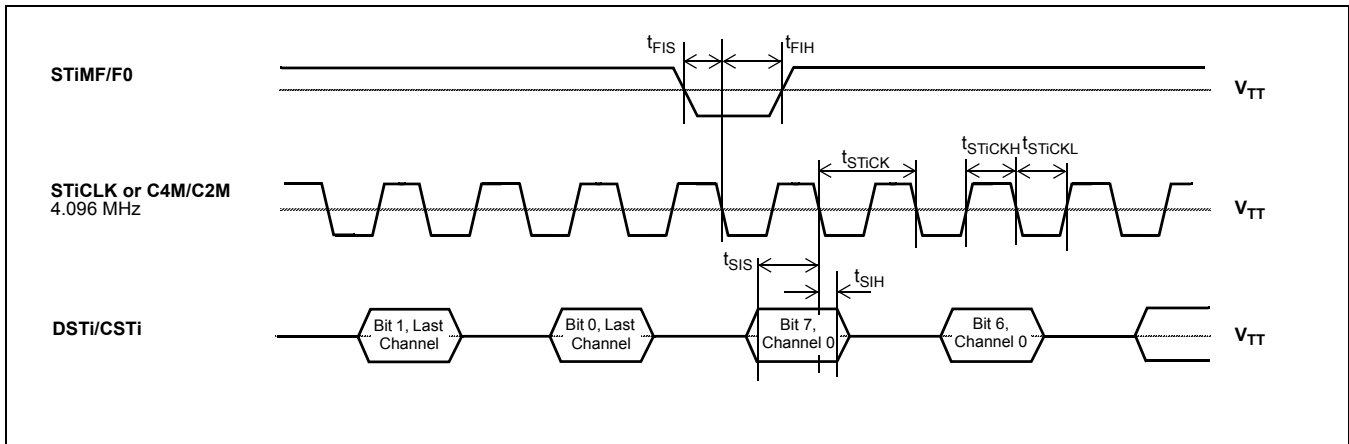 tFIS
tFIH
STiMF/F0
VTT
tSTiCK
tSTiCKH
tSTiCKL
STiCLK or C4M/C2M
4.096 MHz
VTT
tSIS
tSIH
DSTi/CSTi
Bit 1, Last
Channel
Bit 0, Last
Channel
Bit 7,
Channel 0
Bit 6,
Channel 0
VTT